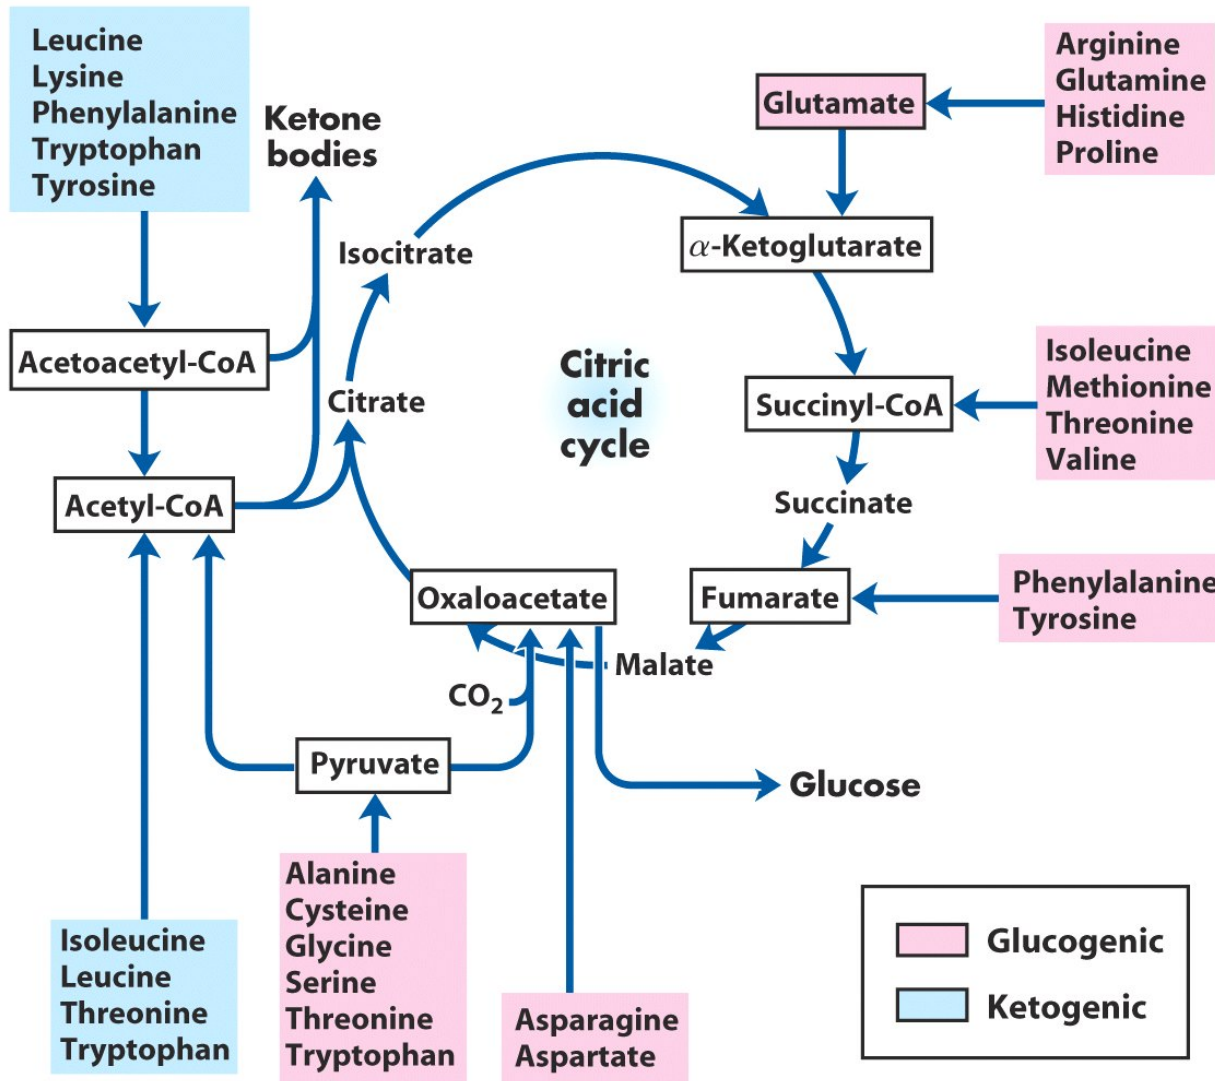 Leucine
Lysine
Phenylalanine
Tryptophan
Tyrosine
Ketone
bodies
Glutamate
Arginine
Glutamine
Histidine
Proline
Isocitrate
α-Ketoglutarate
Acetoacetyl-CoA
Citrate
Citric
acid
cycle
Succinyl-CoA
Isoleucine
Methionine
Threonine
Valine
Acetyl-CoA
Succinate
Oxaloacetate
Fumarate
Phenylalanine
Tyrosine
Malate
CO₂
Pyruvate
Glucose
Isoleucine
Leucine
Threonine
Tryptophan
Alanine
Cysteine
Glycine
Serine
Threonine
Tryptophan
Asparagine
Aspartate
Glucogenic
Ketogenic